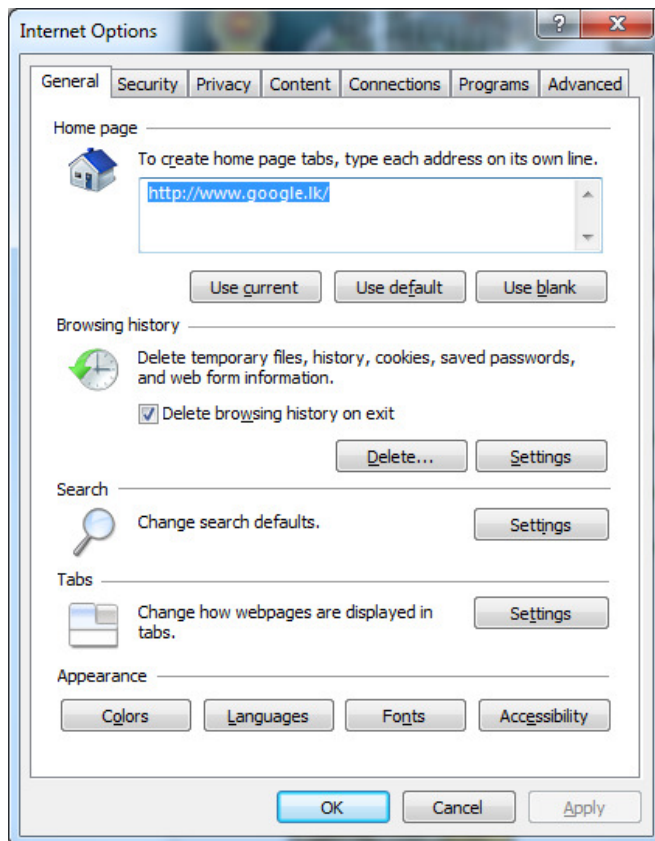 Internet Options
General Security Privacy Content Connections Programs Advanced
Home page
To create home page tabs, type each address on its own line.
http://www.google.lk/
Use current Use default Use blank
Browsing history
Delete temporary files, history, cookies, saved passwords,
and web form information.
Delete browsing history on exit
Delete... Settings
Search
Change search defaults.
Settings
Tabs
Change how webpages are displayed in
tabs.
Settings
Appearance
Colors Languages Fonts Accessibility
OK Cancel Apply